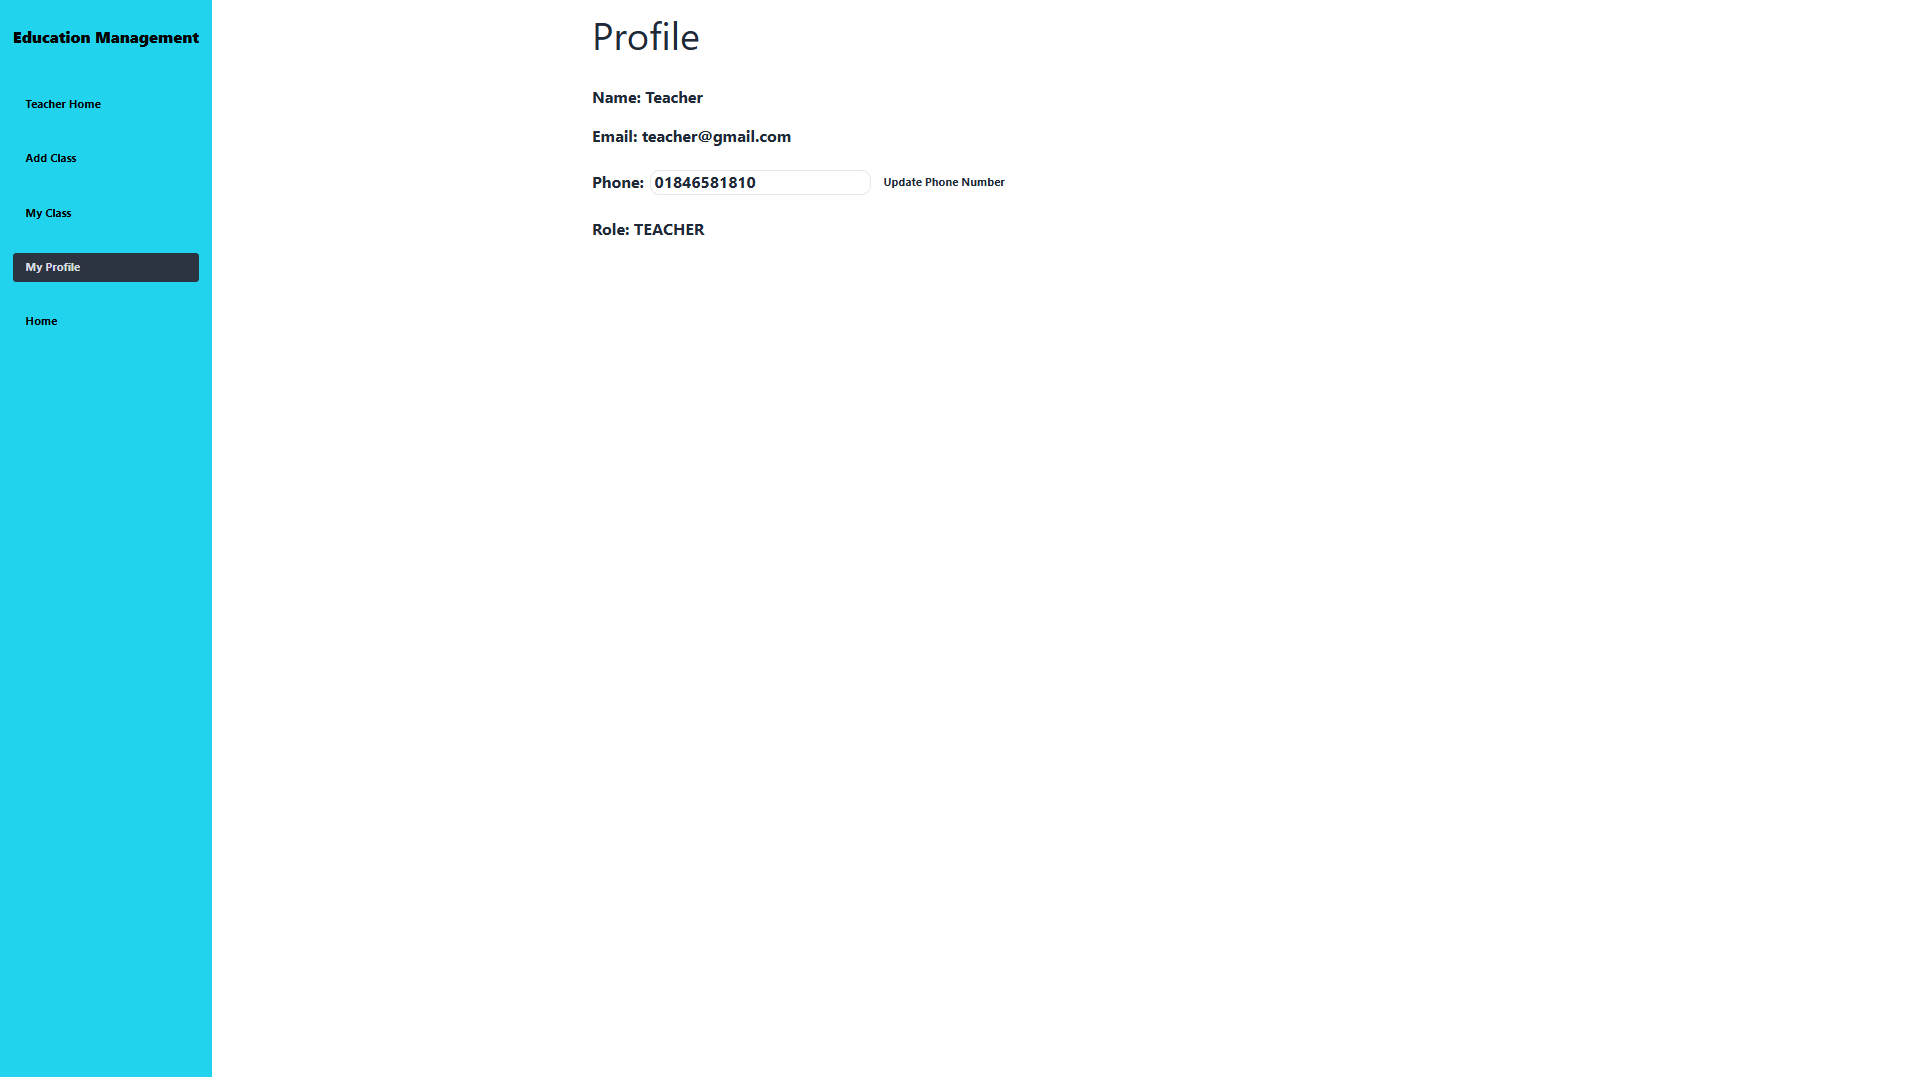 Education Management
Teacher Home
Add Class
My Class
My Profile
Home
Profile
Name: Teacher
Email: teacher@gmail.com
Phone: 01846581810 Update Phone Number
Role: TEACHER